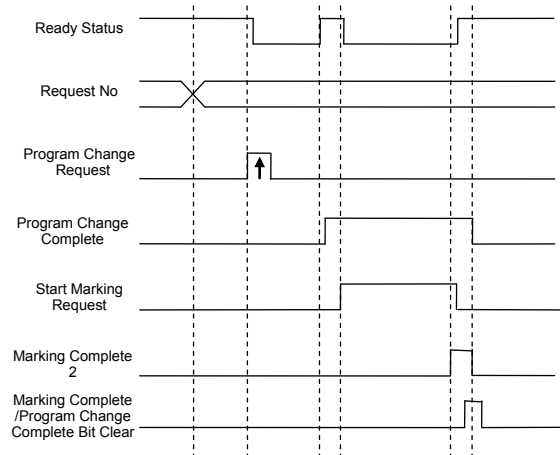 Ready Status
Request No
Program Change
Request
Program Change
Complete
Start Marking
Request
Marking Complete
2
Marking Complete
/Program Change
Complete Bit Clear